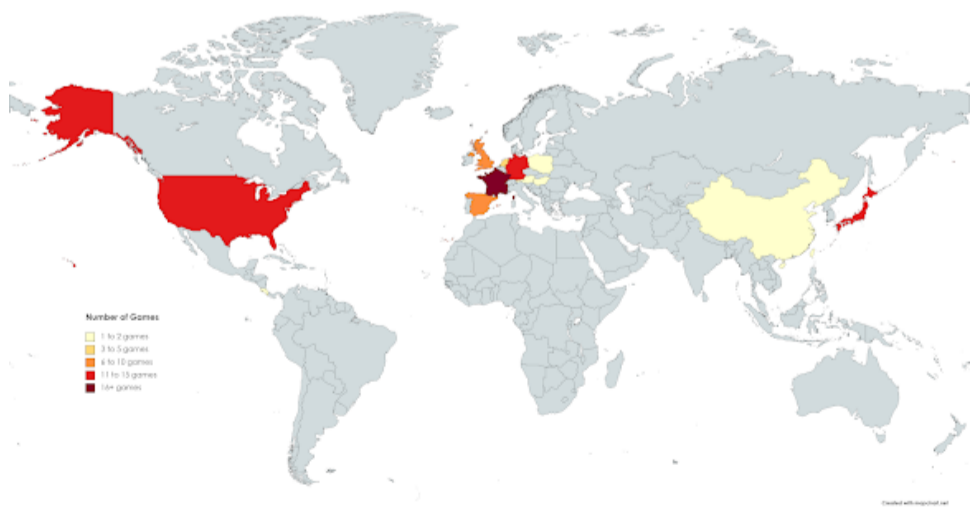 Number of Games
1 to 2 games
3 to 5 games
6 to 10 games
11 to 15 games
16+ games
Created with mapchart.net